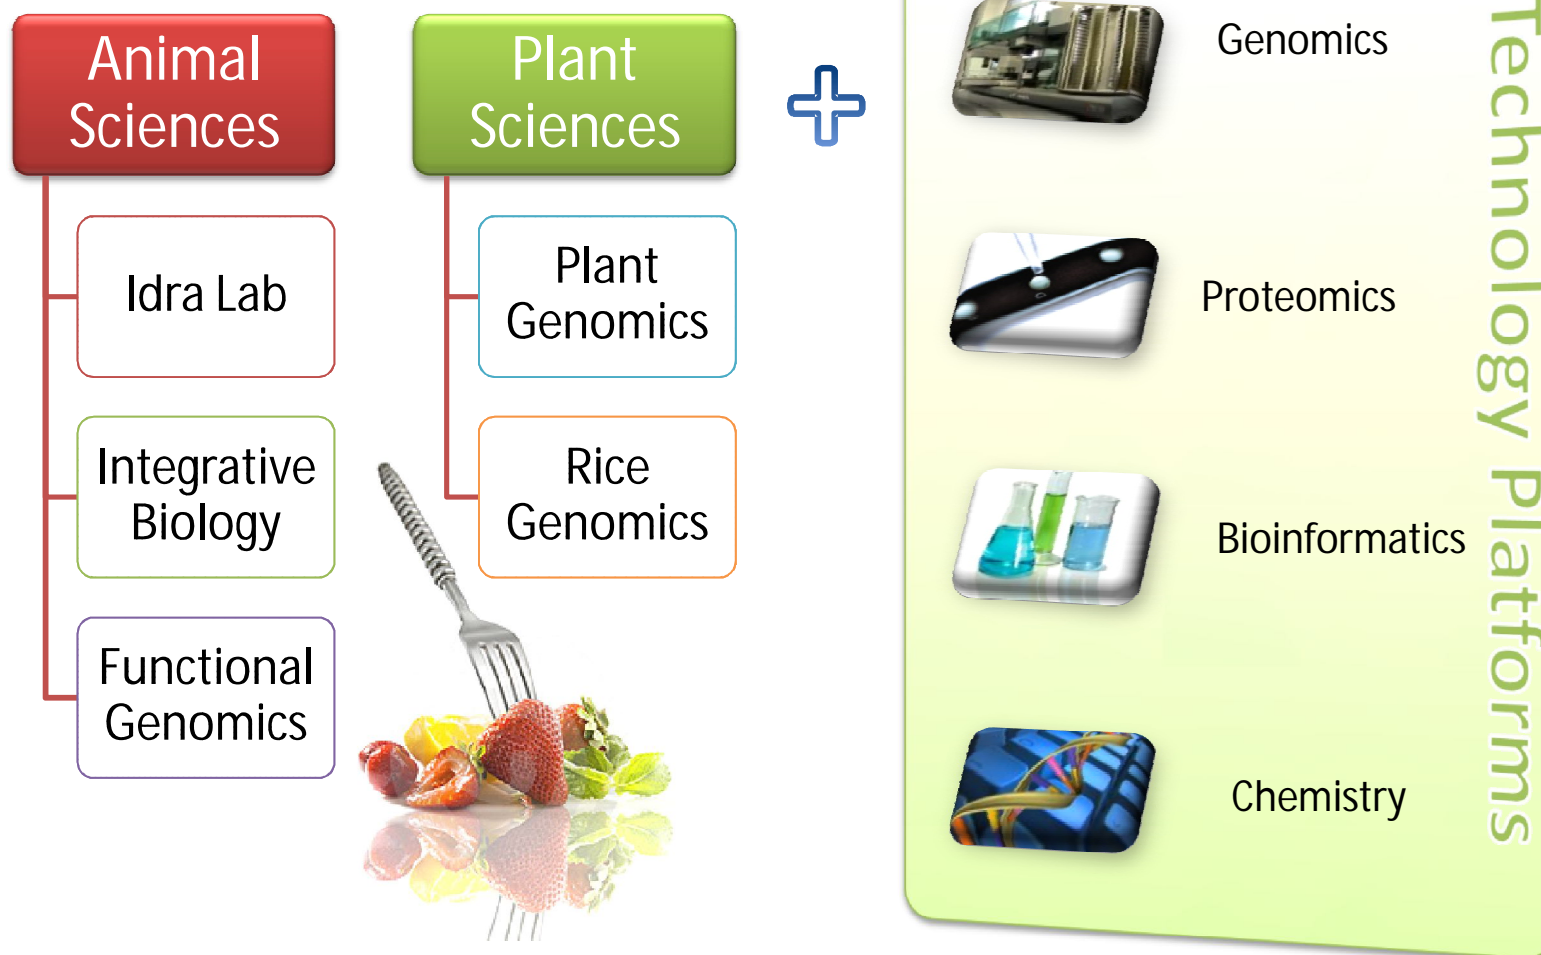 Animal
Sciences
Idra Lab
Integrative
Biology
Functional
Genomics
Plant
Sciences
Plant
Genomics
Rice
Genomics
Genomics
Proteomics
Bioinformatics
Chemistry
Technology Platforms